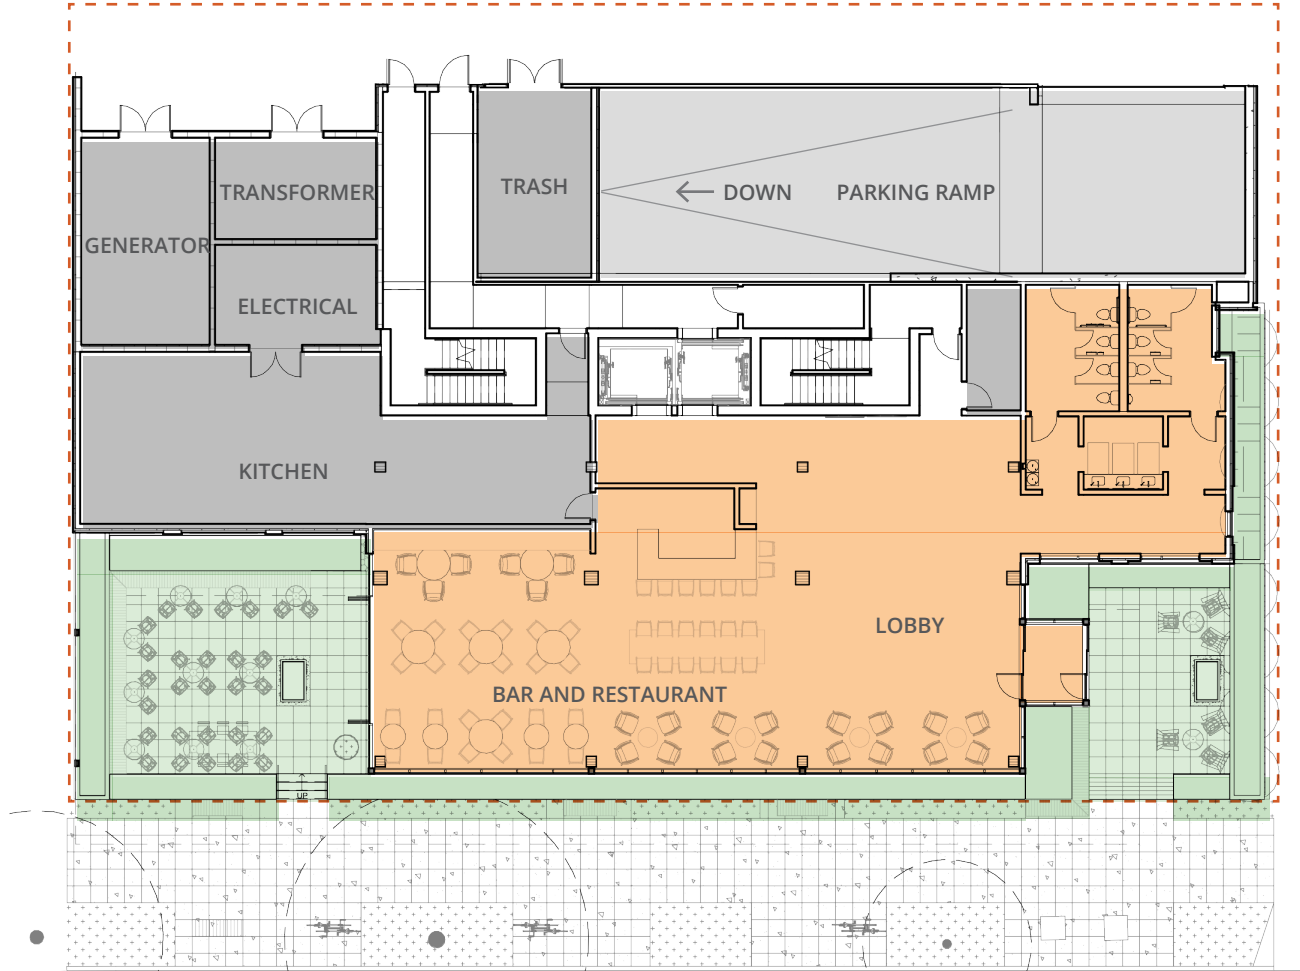 TRASH
DOWN PARKING RAMP
TRANSFORMER
GENERATOR
ELECTRICAL
KITCHEN
LOBBY
BAR AND RESTAURANT
UP